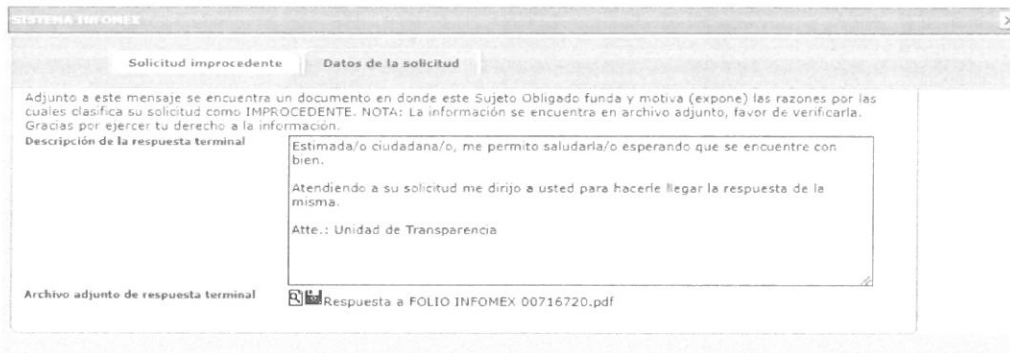 SISTEMA INFOMEX
Solicitud improcedente
Datos de la solicitud
Adjunto a este mensaje se encuentra un documento en donde este Sujeto Obligado funda y motiva (expone) las razones por las
cuales clasifica su solicitud como IMPROCEDENTE. NOTA: La información se encuentra en archivo adjunto, favor de verificarla.
Gracias por ejercer tu derecho a la información.
Descripción de la respuesta terminal
Estimada/o ciudadana/o, me permito saludarla/o esperando que se encuentre con
bien.
Atendiendo a su solicitud me dirijo a usted para hacerle llegar la respuesta de la
misma.
Atte.: Unidad de Transparencia
Archivo adjunto de respuesta terminal
Respuesta a FOLIO INFOMEX 00716720.pdf